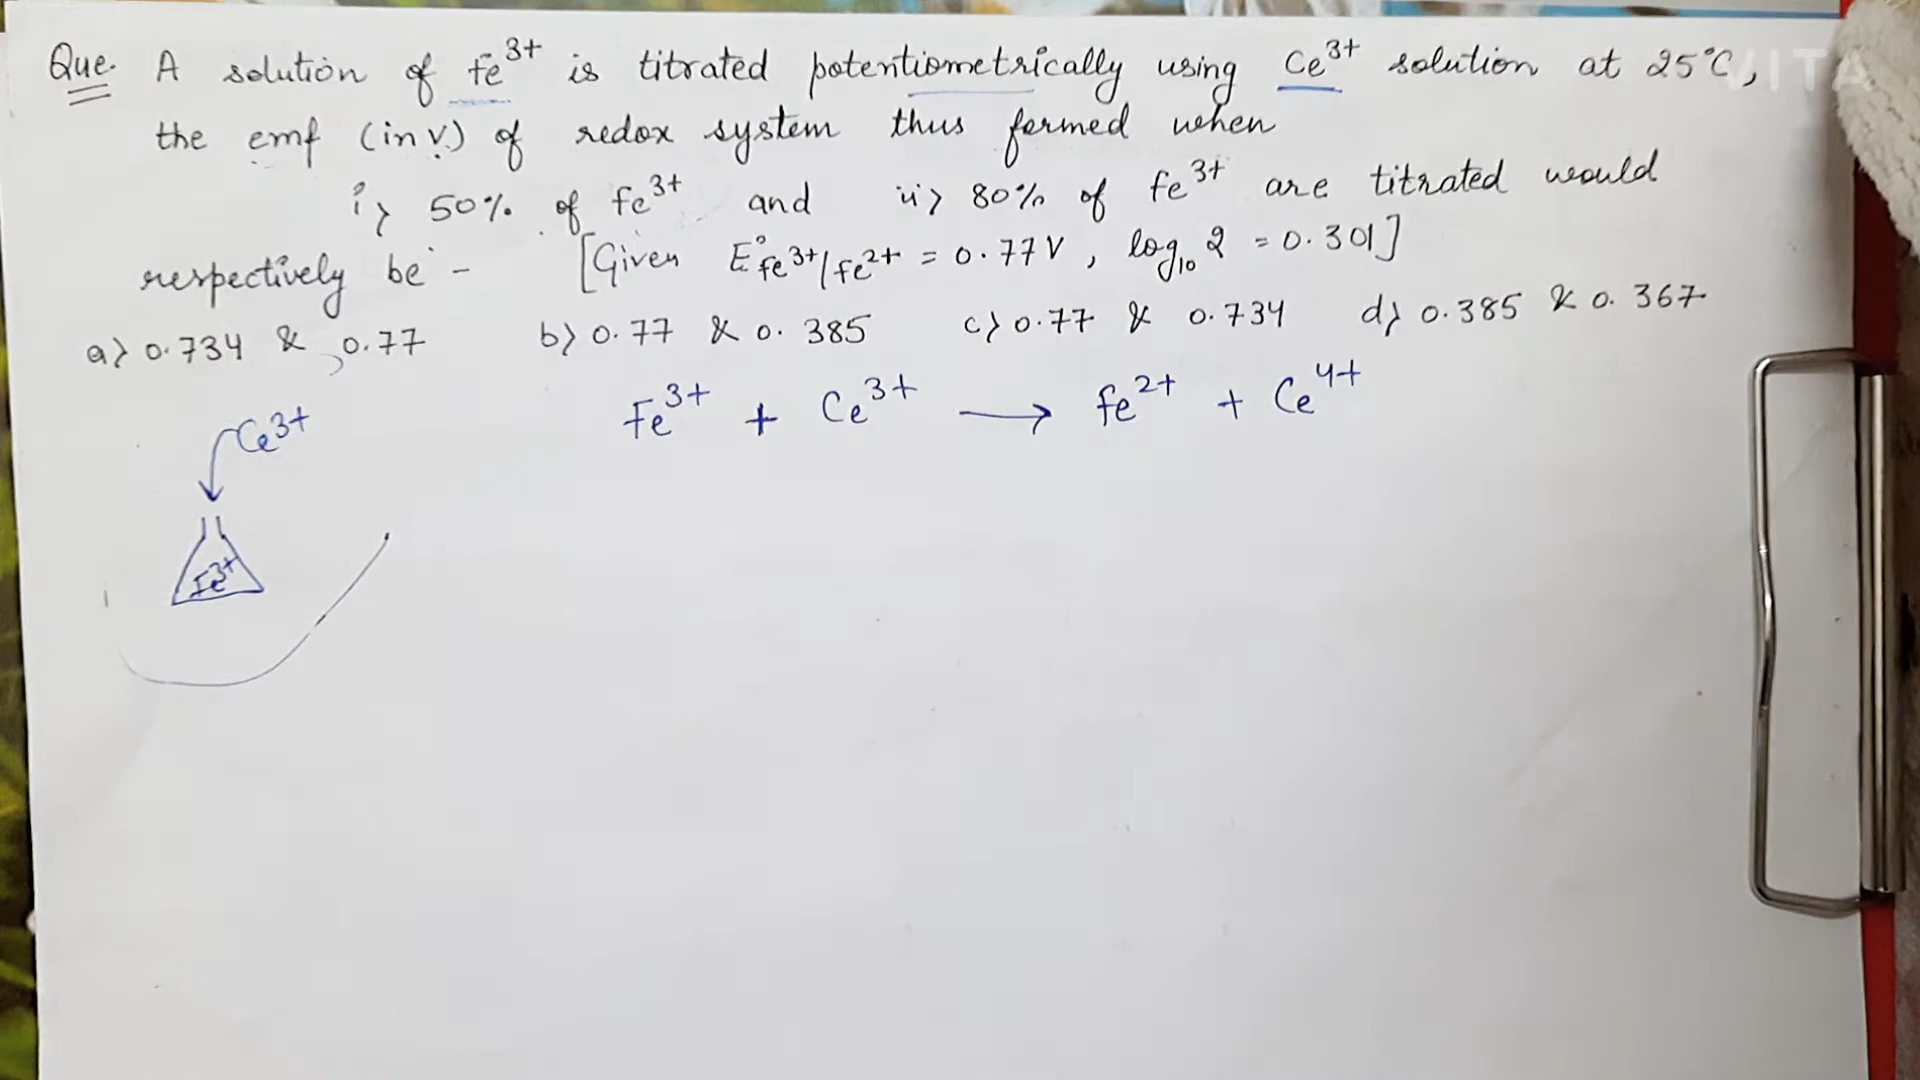 Que. A solution of Fe³⁺ is titrated potentiometrically using Ce³⁺ solution at 25°C,
the emf (in V) of redox system thus formed when
i) 50% of Fe³⁺ and ii) 80% of Fe³⁺ are titrated would
respectively be - [Given E°Fe³⁺/Fe²⁺ = 0.77V, log₁₀ 2 = 0.301]
a) 0.734 & 0.77 b) 0.77 & 0.385 c) 0.77 & 0.734 d) 0.385 & 0.367
Fe³⁺ + Ce³⁺ ⟶ Fe²⁺ + Ce⁴⁺
Ce³⁺
Fe³⁺
VITA